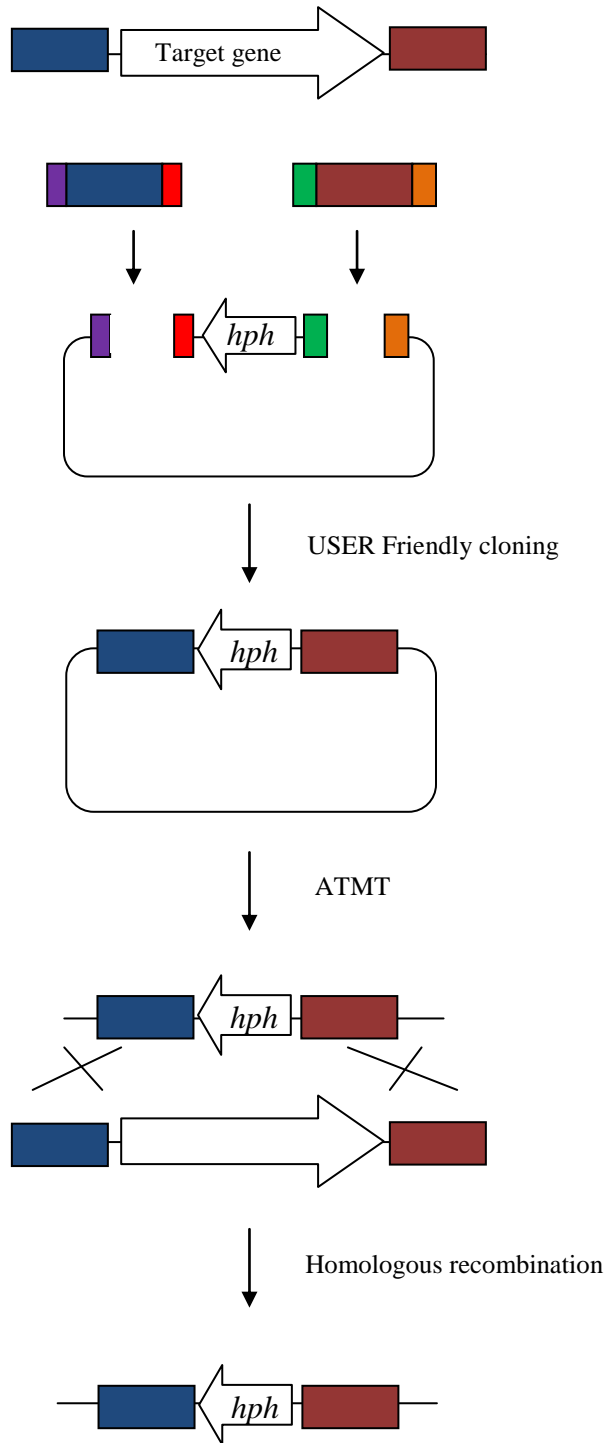 Target gene
hph
USER Friendly cloning
hph
ATMT
hph
Homologous recombination
hph